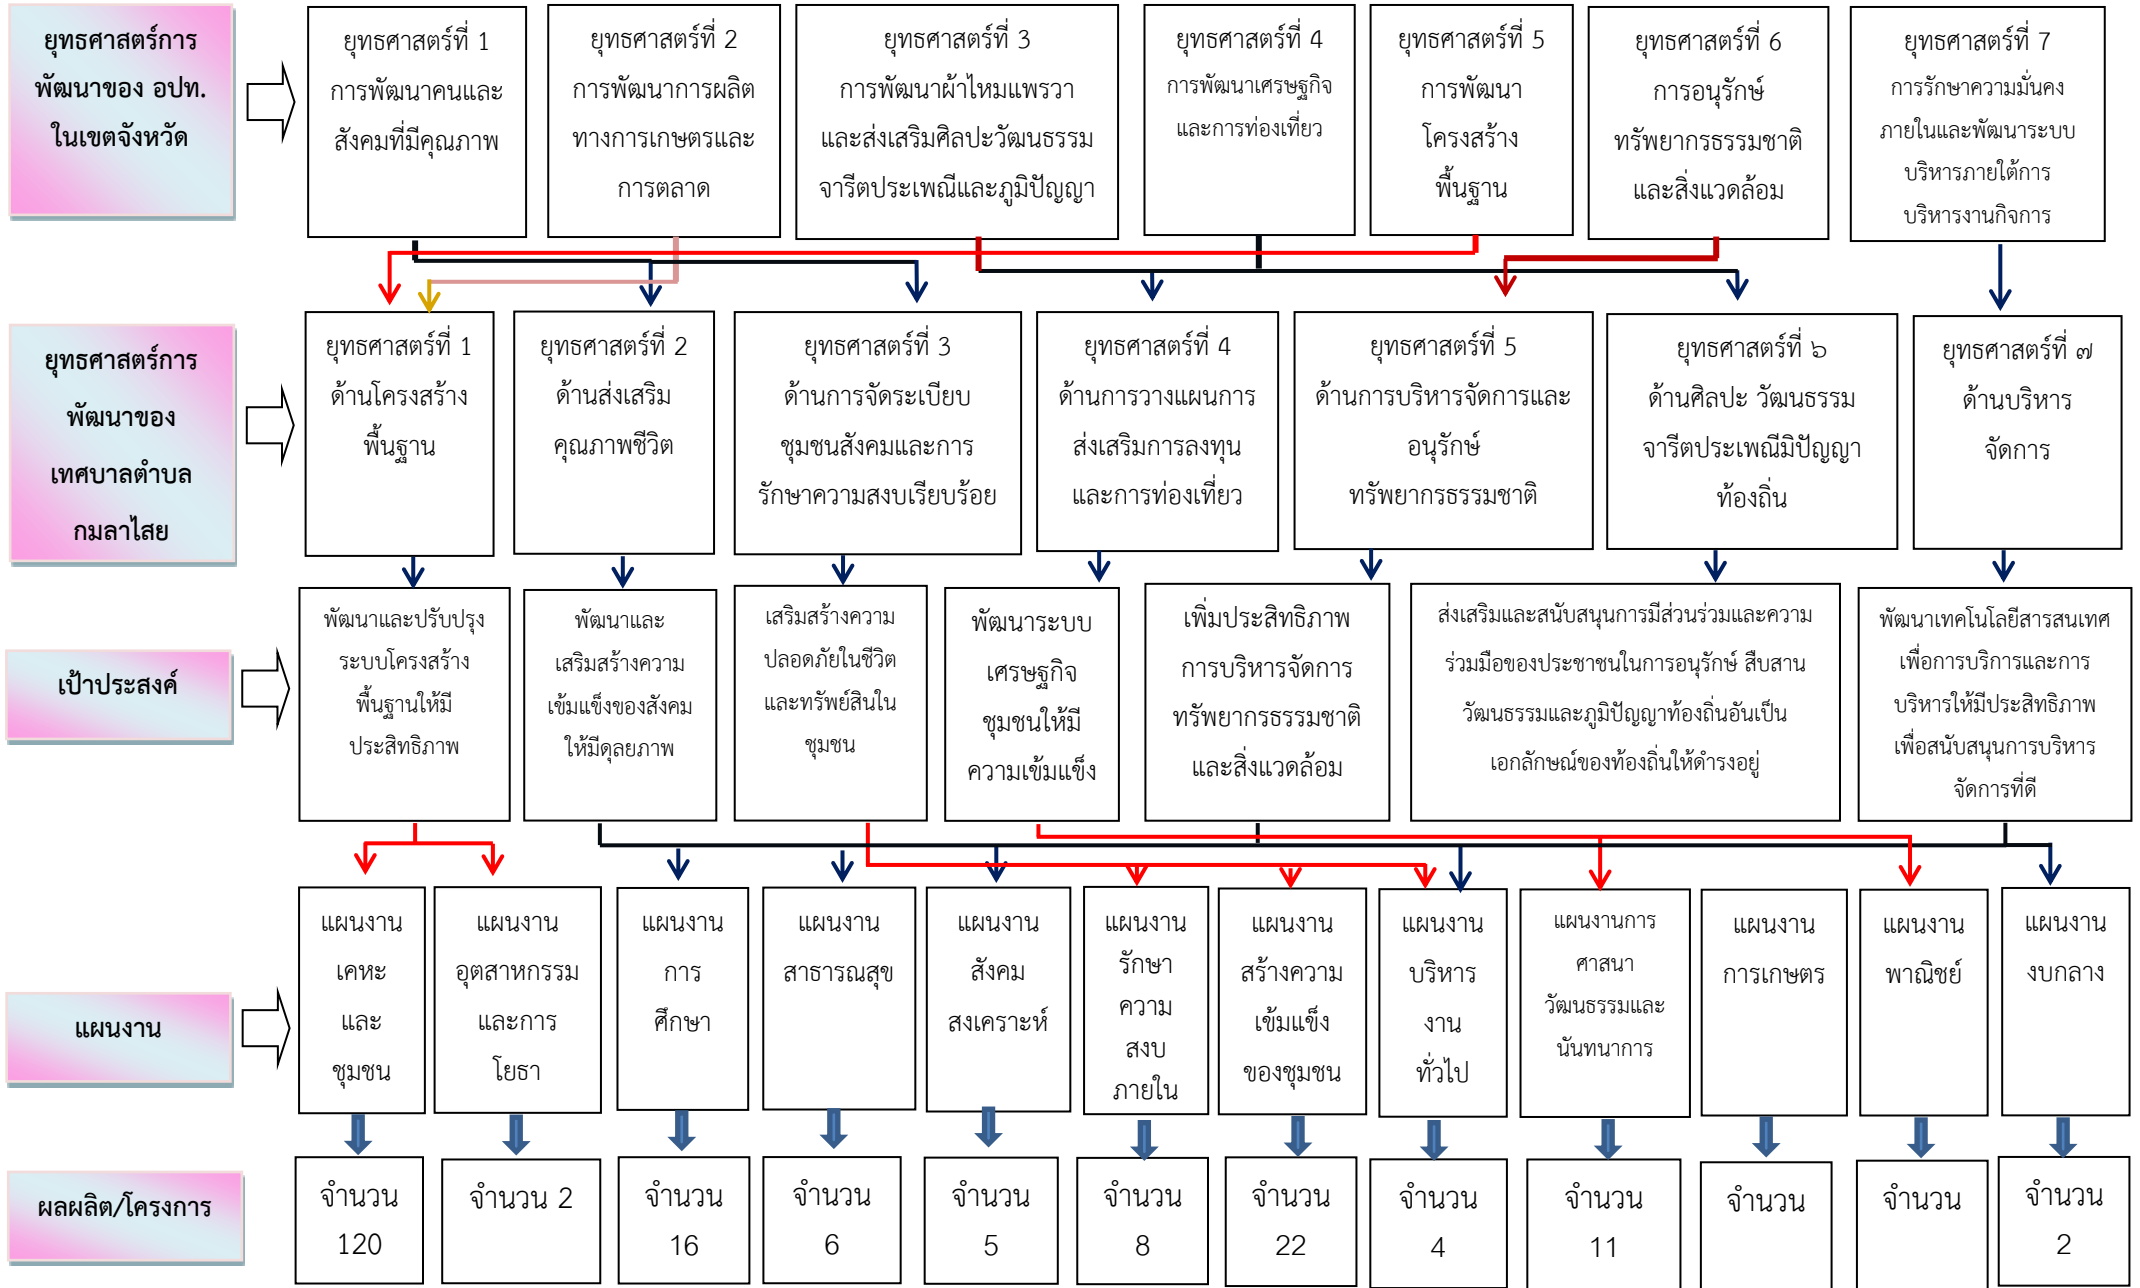 ยุทธศาสตร์การ
พัฒนาของ อปท.
ในเขตจังหวัด
ยุทธศาสตร์ที่ 1
การพัฒนาคนและ
สังคมที่มีคุณภาพ
ยุทธศาสตร์ที่ 2
การพัฒนาการผลิต
ทางการเกษตรและ
การตลาด
ยุทธศาสตร์ที่ 3
การพัฒนาผ้าไหมแพรวา
และส่งเสริมศิลปะวัฒนธรรม
จารีตประเพณีและภูมิปัญญา
ยุทธศาสตร์ที่ 4
การพัฒนาเศรษฐกิจ
และการท่องเที่ยว
ยุทธศาสตร์ที่ 5
การพัฒนา
โครงสร้าง
พื้นฐาน
ยุทธศาสตร์ที่ 6
การอนุรักษ์
ทรัพยากรธรรมชาติ
และสิ่งแวดล้อม
ยุทธศาสตร์ที่ 7
การรักษาความมั่นคง
ภายในและพัฒนาระบบ
บริหารภายใต้การ
บริหารงานกิจการ
ยุทธศาสตร์การ
พัฒนาของ
เทศบาลตำบล
กมลาไสย
ยุทธศาสตร์ที่ 1
ด้านโครงสร้าง
พื้นฐาน
ยุทธศาสตร์ที่ 2
ด้านส่งเสริม
คุณภาพชีวิต
ยุทธศาสตร์ที่ 3
ด้านการจัดระเบียบ
ชุมชนสังคมและการ
รักษาความสงบเรียบร้อย
ยุทธศาสตร์ที่ 4
ด้านการวางแผนการ
ส่งเสริมการลงทุน
และการท่องเที่ยว
ยุทธศาสตร์ที่ 5
ด้านการบริหารจัดการและ
อนุรักษ์
ทรัพยากรธรรมชาติ
ยุทธศาสตร์ที่ ๖
ด้านศิลปะ วัฒนธรรม
จารีตประเพณีมิปัญญา
ท้องถิ่น
ยุทธศาสตร์ที่ ๗
ด้านบริหาร
จัดการ
เป้าประสงค์
พัฒนาและปรับปรุง
ระบบโครงสร้าง
พื้นฐานให้มี
ประสิทธิภาพ
พัฒนาและ
เสริมสร้างความ
เข้มแข็งของสังคม
ให้มีดุลยภาพ
เสริมสร้างความ
ปลอดภัยในชีวิต
และทรัพย์สินใน
ชุมชน
พัฒนาระบบ
เศรษฐกิจ
ชุมชนให้มี
ความเข้มแข็ง
เพิ่มประสิทธิภาพ
การบริหารจัดการ
ทรัพยากรธรรมชาติ
และสิ่งแวดล้อม
ส่งเสริมและสนับสนุนการมีส่วนร่วมและความ
ร่วมมือของประชาชนในการอนุรักษ์ สืบสาน
วัฒนธรรมและภูมิปัญญาท้องถิ่นอันเป็น
เอกลักษณ์ของท้องถิ่นให้ดำรงอยู่
พัฒนาเทคโนโลยีสารสนเทศ
เพื่อการบริการและการ
บริหารให้มีประสิทธิภาพ
เพื่อสนับสนุนการบริหาร
จัดการที่ดี
แผนงาน
แผนงาน
เคหะ
และ
ชุมชน
แผนงาน
อุตสาหกรรม
และการ
โยธา
แผนงาน
การ
ศึกษา
แผนงาน
สาธารณสุข
แผนงาน
สังคม
สงเคราะห์
แผนงาน
รักษา
ความ
สงบ
ภายใน
แผนงาน
สร้างความ
เข้มแข็ง
ของชุมชน
แผนงาน
บริหาร
งาน
ทั่วไป
แผนงานการ
ศาสนา
วัฒนธรรมและ
นันทนาการ
แผนงาน
การเกษตร
แผนงาน
พาณิชย์
แผนงาน
งบกลาง
ผลผลิต/โครงการ
จำนวน
120
จำนวน 2
จำนวน
16
จำนวน
6
จำนวน
5
จำนวน
8
จำนวน
22
จำนวน
4
จำนวน
11
จำนวน
จำนวน
จำนวน
2